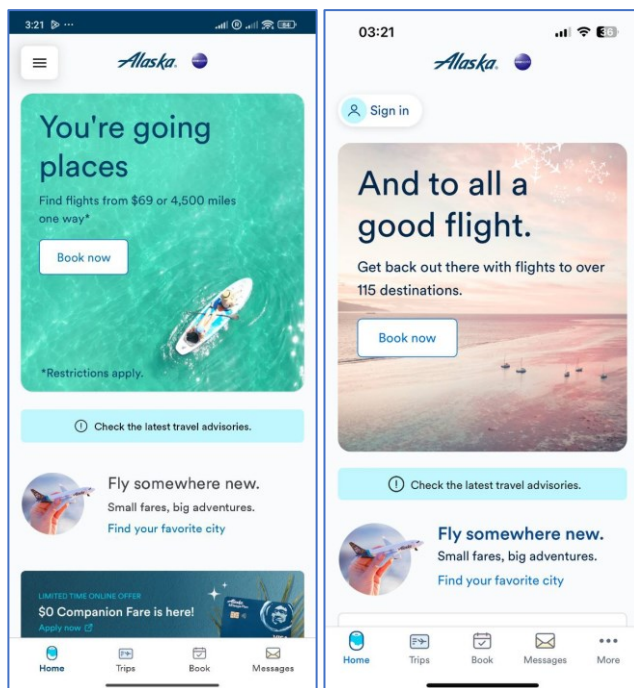 3:21
Alaska
You're going
places
Find flights from $69 or 4,500 miles
one way*
Book now
*Restrictions apply.
Check the latest travel advisories.
Fly somewhere new.
Small fares, big adventures.
Find your favorite city
LIMITED TIME ONLINE OFFER
$0 Companion Fare is here!
Apply now
Home Trips Book Messages
03:21
36
Alaska
Sign in
And to all a
good flight.
Get back out there with flights to over
115 destinations.
Book now
Check the latest travel advisories.
Fly somewhere new.
Small fares, big adventures.
Find your favorite city
Home Trips Book Messages More